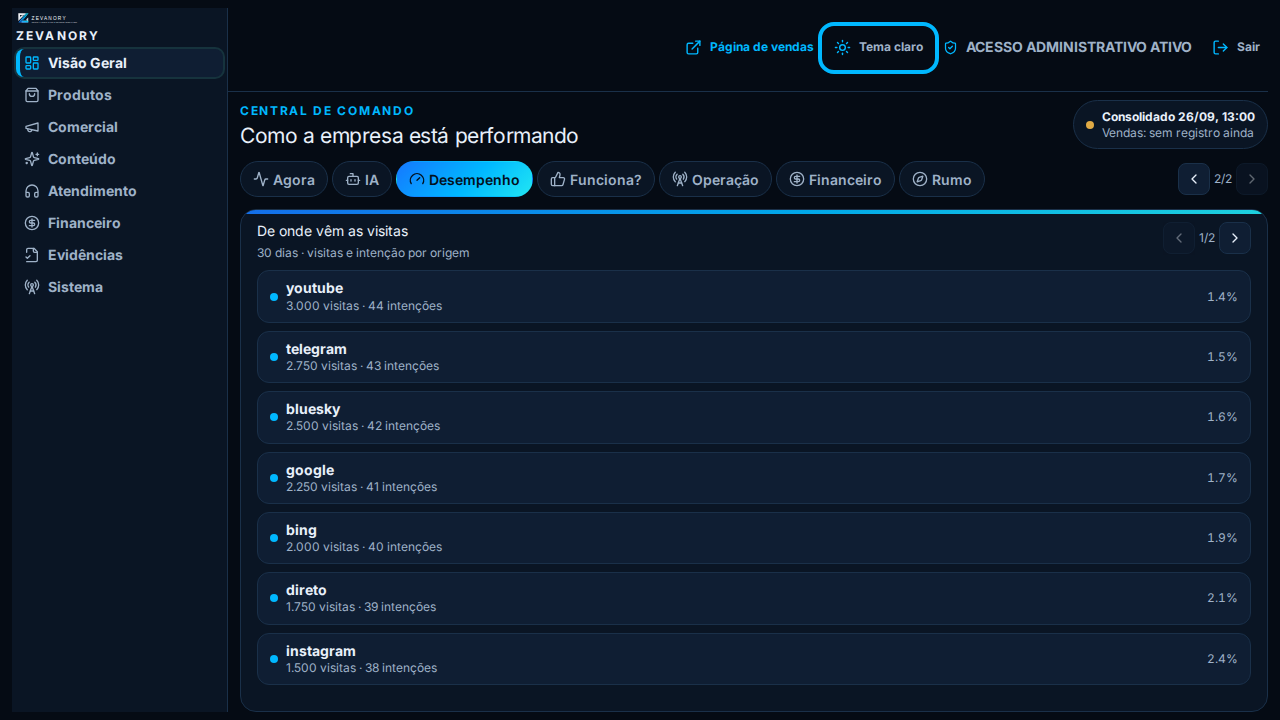 ZEVANORY
ZEVANORY
Visão Geral
Produtos
Comercial
Conteúdo
Atendimento
Financeiro
Evidências
Sistema
Página de vendas
Tema claro
ACESSO ADMINISTRATIVO ATIVO
Sair
CENTRAL DE COMANDO
Como a empresa está performando
Consolidado 26/09, 13:00
Vendas: sem registro ainda
Agora
IA
Desempenho
Funciona?
Operação
Financeiro
Rumo
2/2
De onde vêm as visitas
30 dias · visitas e intenção por origem
1/2
youtube
3.000 visitas · 44 intenções
1.4%
telegram
2.750 visitas · 43 intenções
1.5%
bluesky
2.500 visitas · 42 intenções
1.6%
google
2.250 visitas · 41 intenções
1.7%
bing
2.000 visitas · 40 intenções
1.9%
direto
1.750 visitas · 39 intenções
2.1%
instagram
1.500 visitas · 38 intenções
2.4%